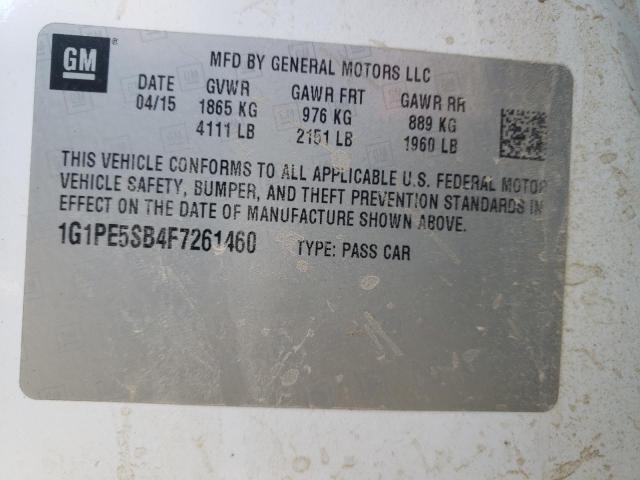 GM
MFD BY GENERAL MOTORS LLC
DATE GVWR GAWR FRT GAWR RR
04/15 1865 KG 976 KG 889 KG
4111 LB 2151 LB 1960 LB
THIS VEHICLE CONFORMS TO ALL APPLICABLE U.S. FEDERAL MOTOR
VEHICLE SAFETY, BUMPER, AND THEFT PREVENTION STANDARDS IN
EFFECT ON THE DATE OF MANUFACTURE SHOWN ABOVE.
1G1PE5SB4F7261460 TYPE: PASS CAR